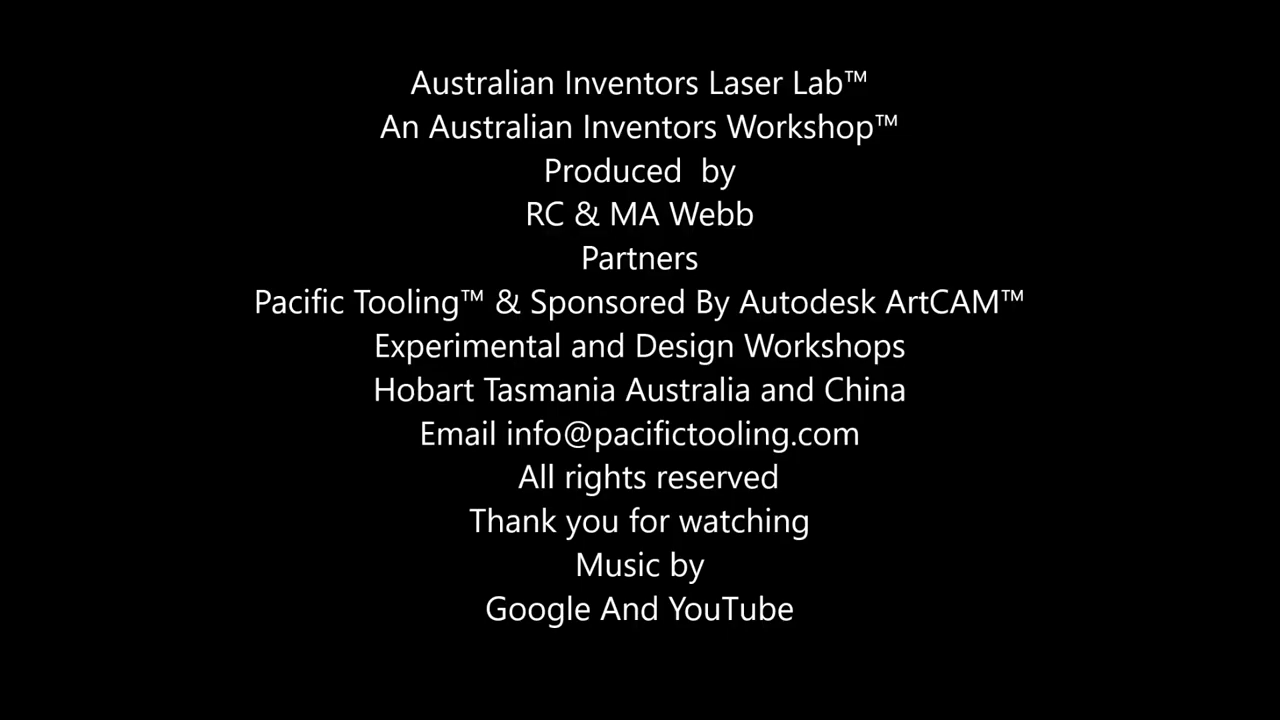 Australian Inventors Laser Lab™
An Australian Inventors Workshop™
Produced  by
RC & MA Webb
Partners
Pacific Tooling™ & Sponsored By Autodesk ArtCAM™
Experimental and Design Workshops
Hobart Tasmania Australia and China
Email info@pacifictooling.com
All rights reserved
Thank you for watching
Music by
Google And YouTube